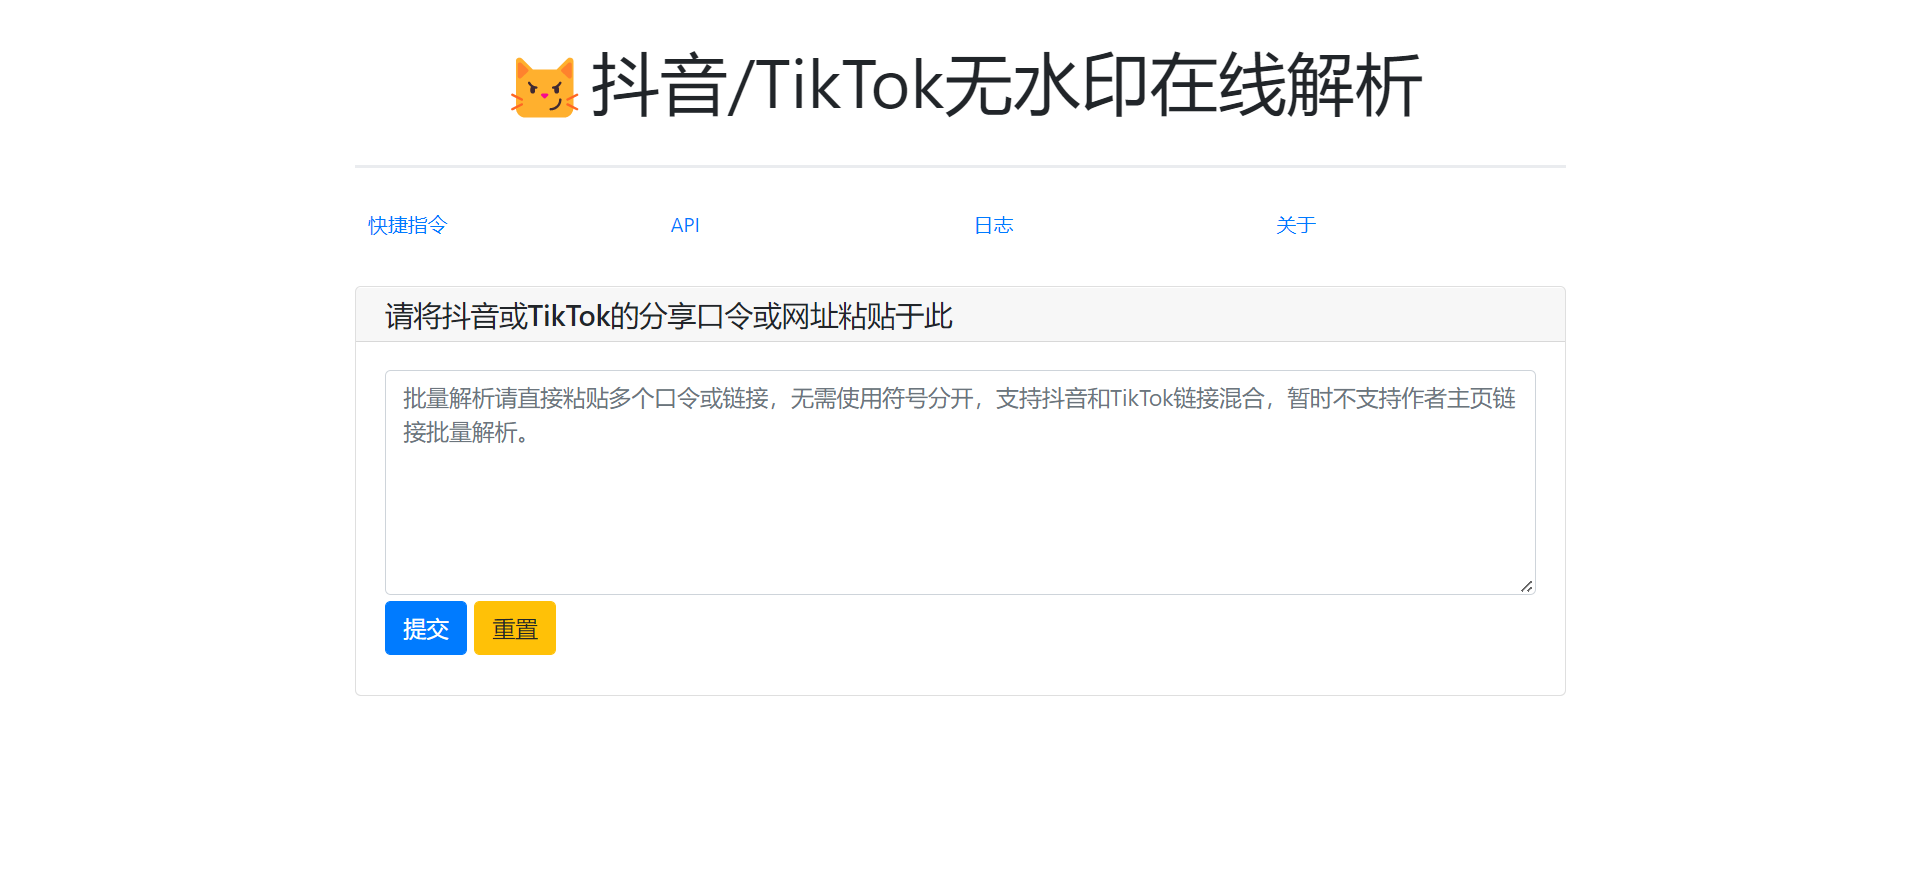 抖音/TikTok无水印在线解析
快捷指令 API 日志 关于
请将抖音或TikTok的分享口令或网址粘贴于此
批量解析请直接粘贴多个口令或链接，无需使用符号分开，支持抖音和TikTok链接混合，暂时不支持作者主页链
接批量解析。
提交 重置